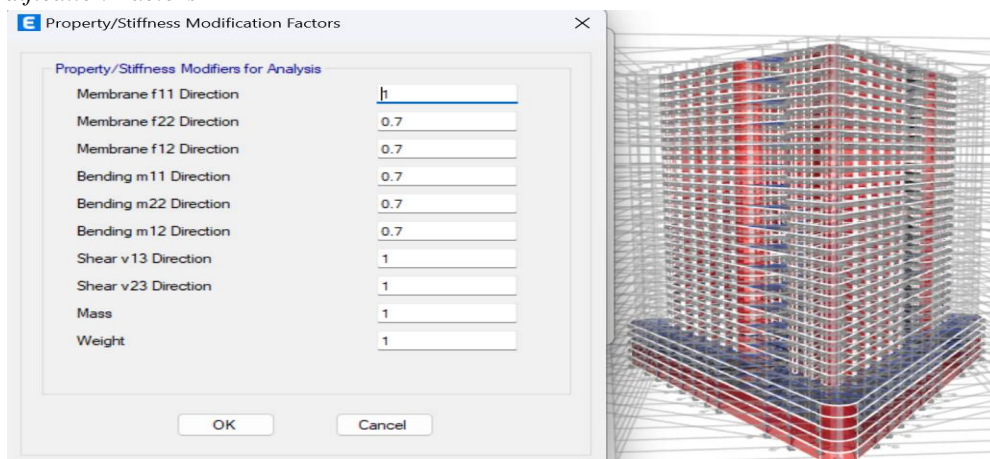 E Property/Stiffness Modification Factors
Property/Stiffness Modifiers for Analysis
Membrane f11 Direction 1
Membrane f22 Direction 0.7
Membrane f12 Direction 0.7
Bending m11 Direction 0.7
Bending m22 Direction 0.7
Bending m12 Direction 0.7
Shear v13 Direction 1
Shear v23 Direction 1
Mass 1
Weight 1
OK Cancel